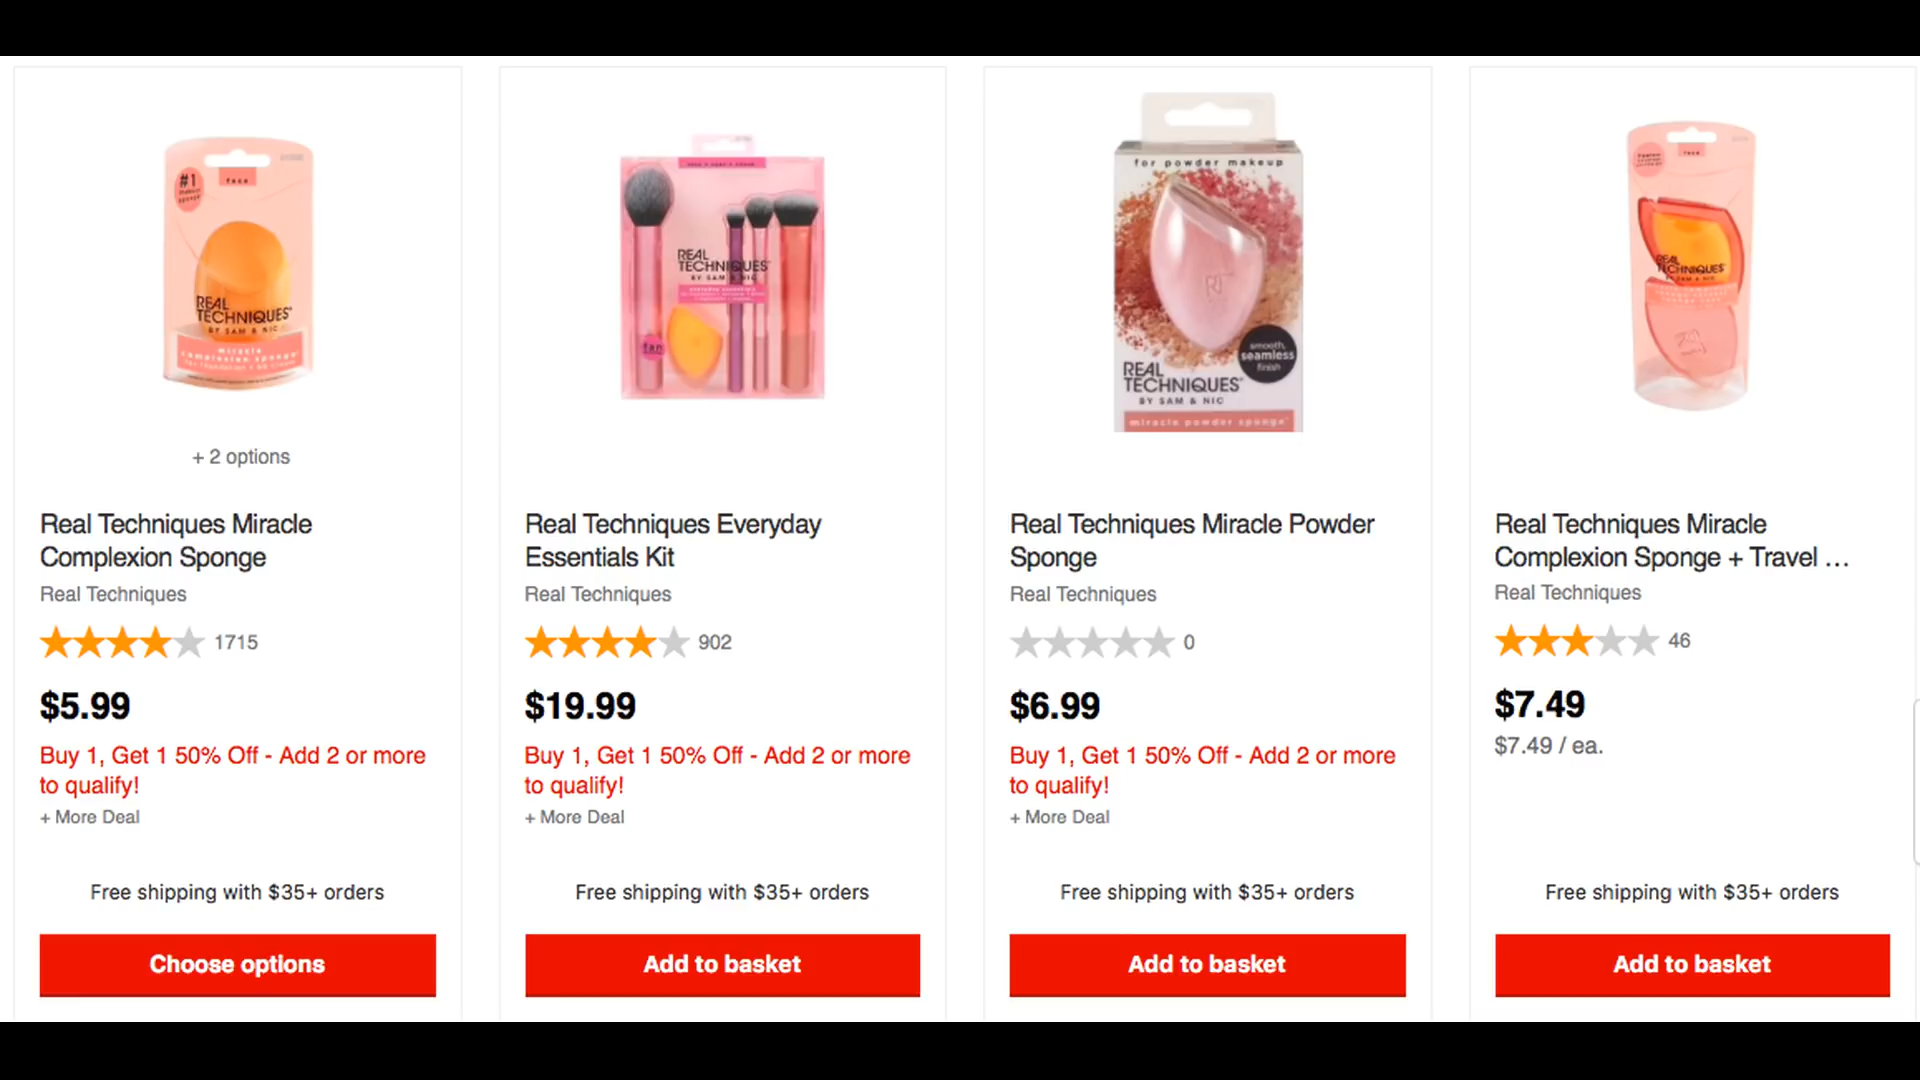 #1
face
REAL
TECHNIQUES
BY SAM & NIC
miracle
complexion sponge
+ 2 options
Real Techniques Miracle
Complexion Sponge
Real Techniques
1715
$5.99
Buy 1, Get 1 50% Off - Add 2 or more
to qualify!
+ More Deal
Free shipping with $35+ orders
Choose options
REAL
TECHNIQUES
BY SAM & NIC
Real Techniques Everyday
Essentials Kit
Real Techniques
902
$19.99
Buy 1, Get 1 50% Off - Add 2 or more
to qualify!
+ More Deal
Free shipping with $35+ orders
Add to basket
for powder makeup
RT
smooth,
seamless
finish
REAL
TECHNIQUES
BY SAM & NIC
miracle powder sponge
Real Techniques Miracle Powder
Sponge
Real Techniques
0
$6.99
Buy 1, Get 1 50% Off - Add 2 or more
to qualify!
+ More Deal
Free shipping with $35+ orders
Add to basket
face
REAL
TECHNIQUES
Real Techniques Miracle
Complexion Sponge + Travel ...
Real Techniques
46
$7.49
$7.49 / ea.
Free shipping with $35+ orders
Add to basket